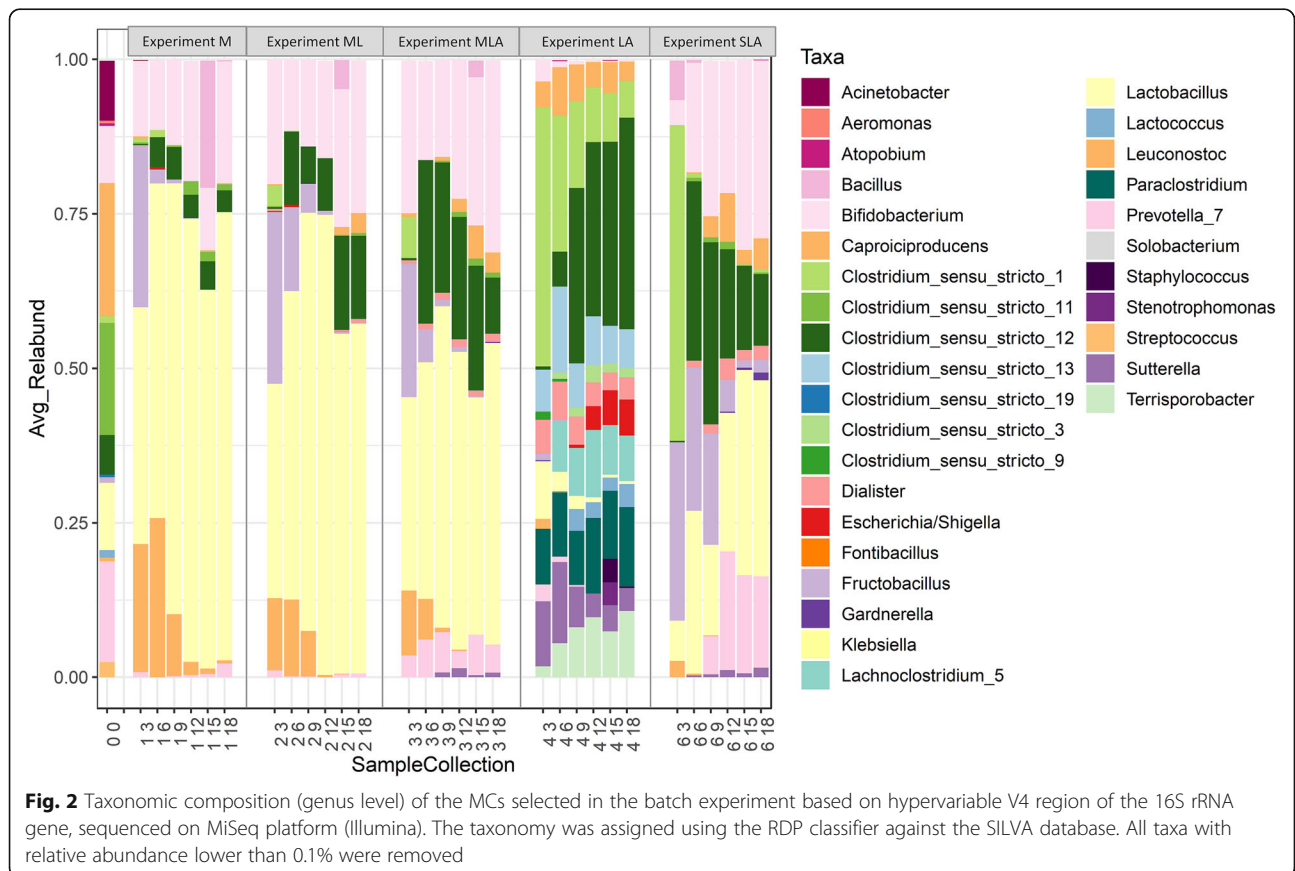 Experiment M
Experiment ML
Experiment MLA
Experiment LA
Experiment SLA
Avg_Relabund
1.00
0.75
0.50
0.25
0.00
0 0
1 3
1 6
1 9
1 12
1 15
1 18
2 3
2 6
2 9
2 12
2 15
2 18
3 3
3 6
3 9
3 12
3 15
3 18
4 3
4 6
4 9
4 12
4 15
4 18
6 3
6 6
6 9
6 12
6 15
6 18
SampleCollection
Taxa
Acinetobacter
Aeromonas
Atopobium
Bacillus
Bifidobacterium
Caproiciproducens
Clostridium_sensu_stricto_1
Clostridium_sensu_stricto_11
Clostridium_sensu_stricto_12
Clostridium_sensu_stricto_13
Clostridium_sensu_stricto_19
Clostridium_sensu_stricto_3
Clostridium_sensu_stricto_9
Dialister
Escherichia/Shigella
Fontibacillus
Fructobacillus
Gardnerella
Klebsiella
Lachnoclostridium_5
Lactobacillus
Lactococcus
Leuconostoc
Paraclostridium
Prevotella_7
Solobacterium
Staphylococcus
Stenotrophomonas
Streptococcus
Sutterella
Terrisporobacter
Fig. 2 Taxonomic composition (genus level) of the MCs selected in the batch experiment based on hypervariable V4 region of the 16S rRNA
gene, sequenced on MiSeq platform (Illumina). The taxonomy was assigned using the RDP classifier against the SILVA database. All taxa with
relative abundance lower than 0.1% were removed